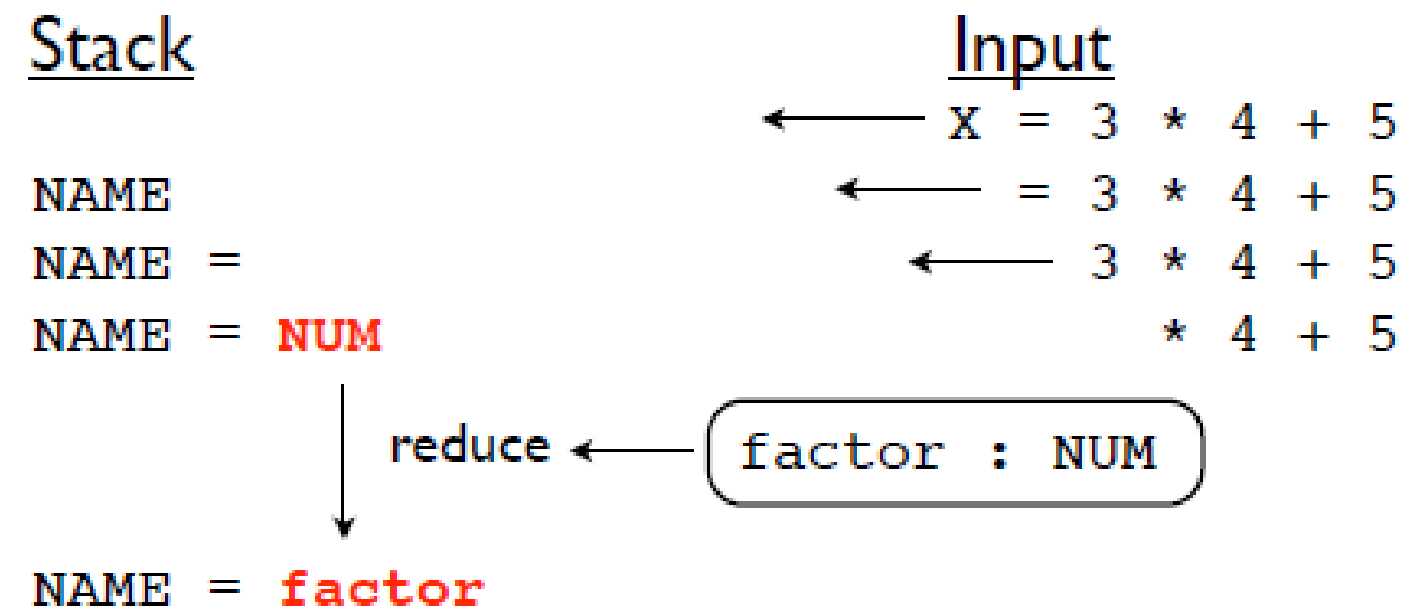 Stack Input
x = 3 * 4 + 5
NAME = 3 * 4 + 5
NAME = 3 * 4 + 5
NAME = NUM * 4 + 5
reduce factor : NUM
NAME = factor